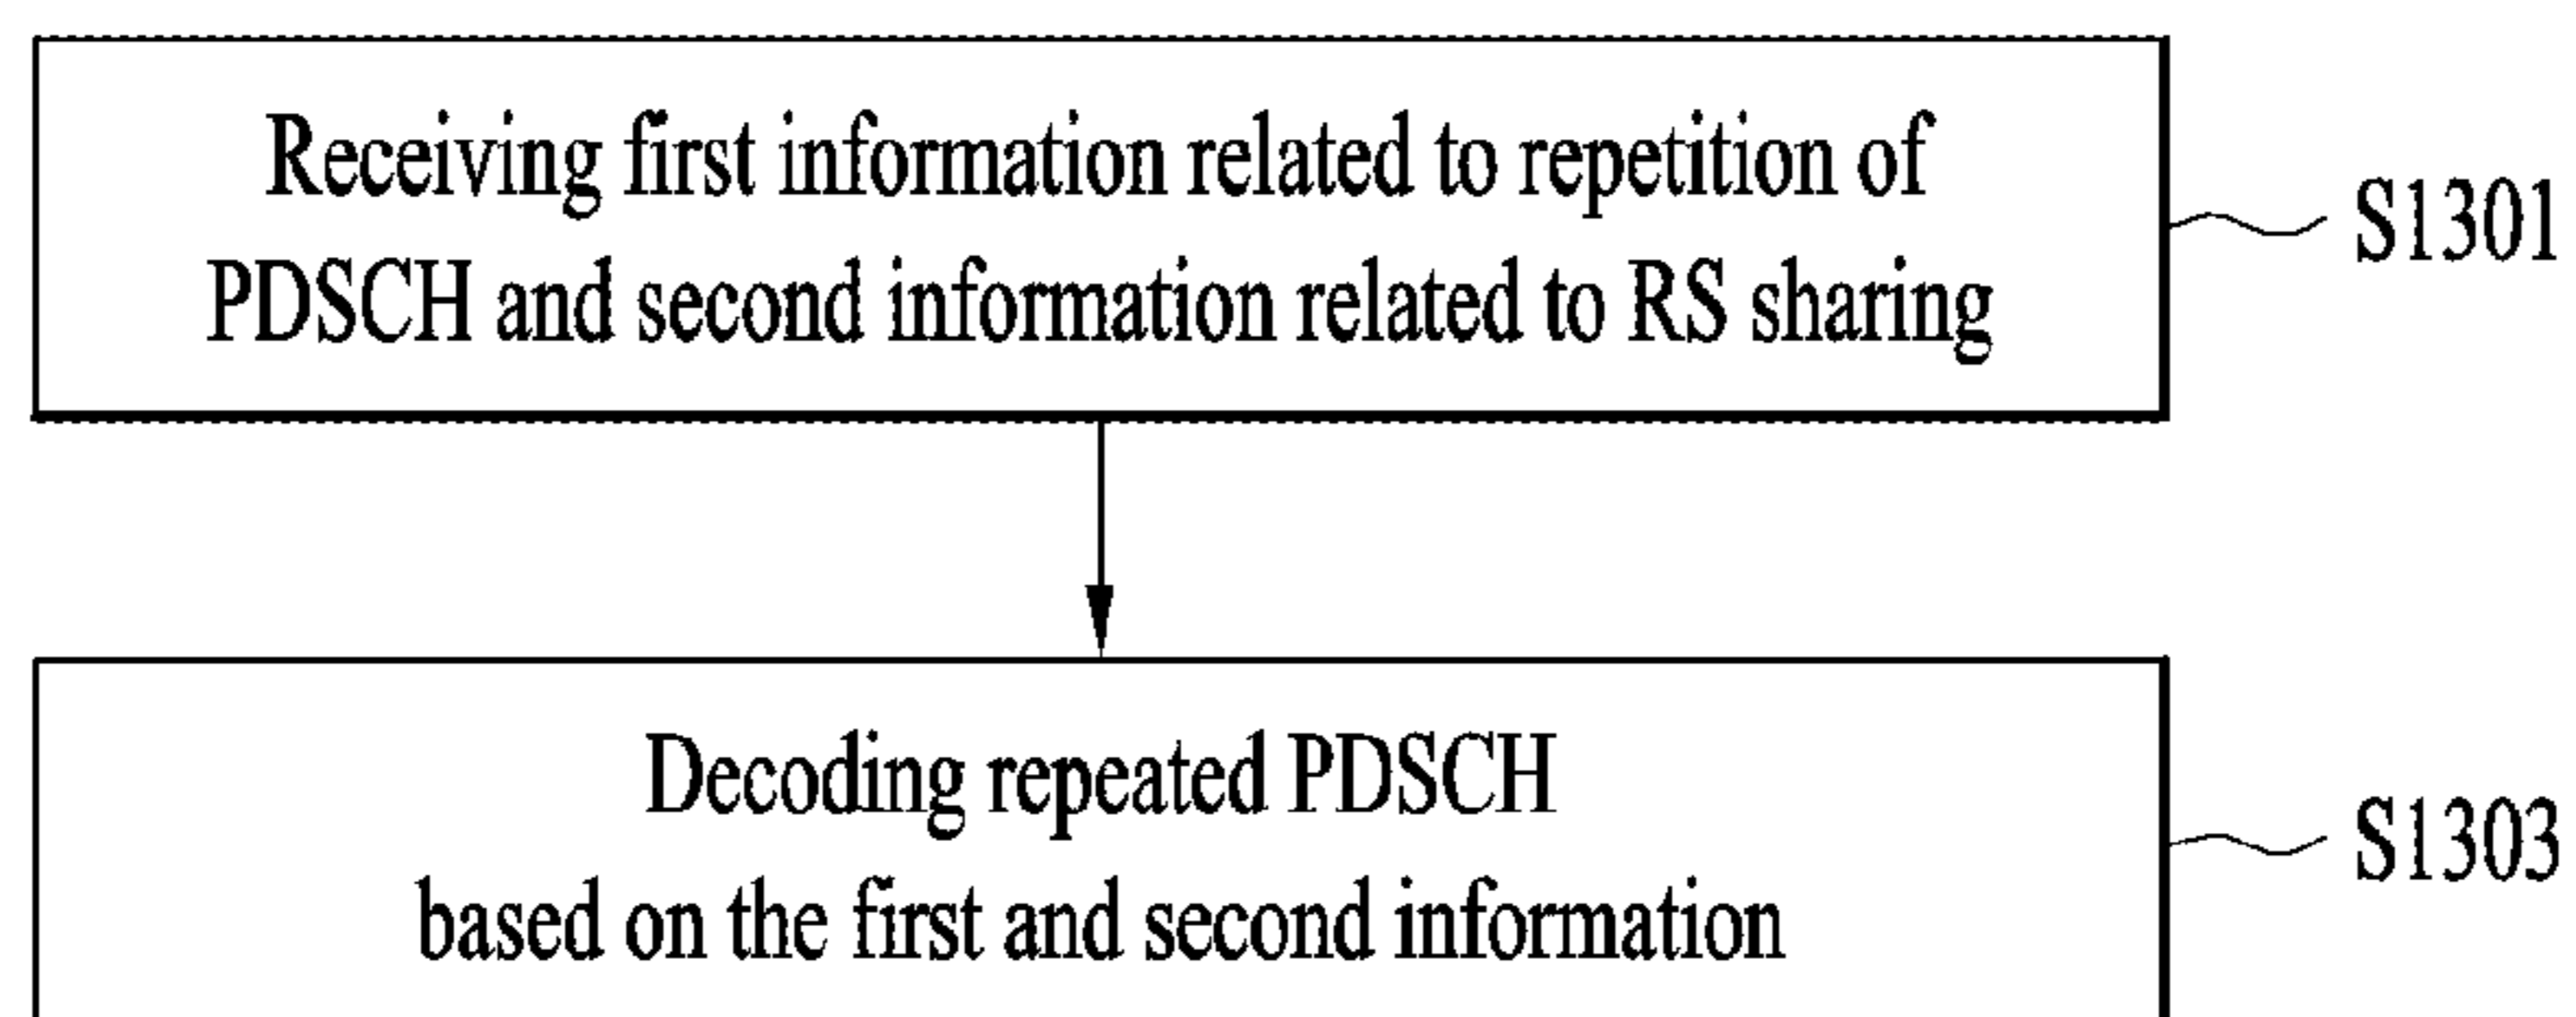 Receiving first information related to repetition of
PDSCH and second information related to RS sharing
S1301
Decoding repeated PDSCH
based on the first and second information
S1303